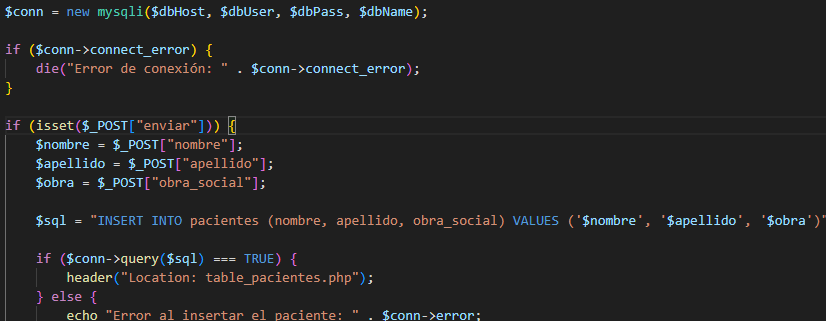 $conn = new mysqli($dbHost, $dbUser, $dbPass, $dbName);
if ($conn->connect_error) {
die("Error de conexión: " . $conn->connect_error);
}
if (isset($_POST["enviar"])) {
$nombre = $_POST["nombre"];
$apellido = $_POST["apellido"];
$obra = $_POST["obra_social"];
$sql = "INSERT INTO pacientes (nombre, apellido, obra_social) VALUES ('$nombre', '$apellido', '$obra')"
if ($conn->query($sql) === TRUE) {
header("Location: table_pacientes.php");
} else {
echo "Error al insertar el paciente: " . $conn->error;